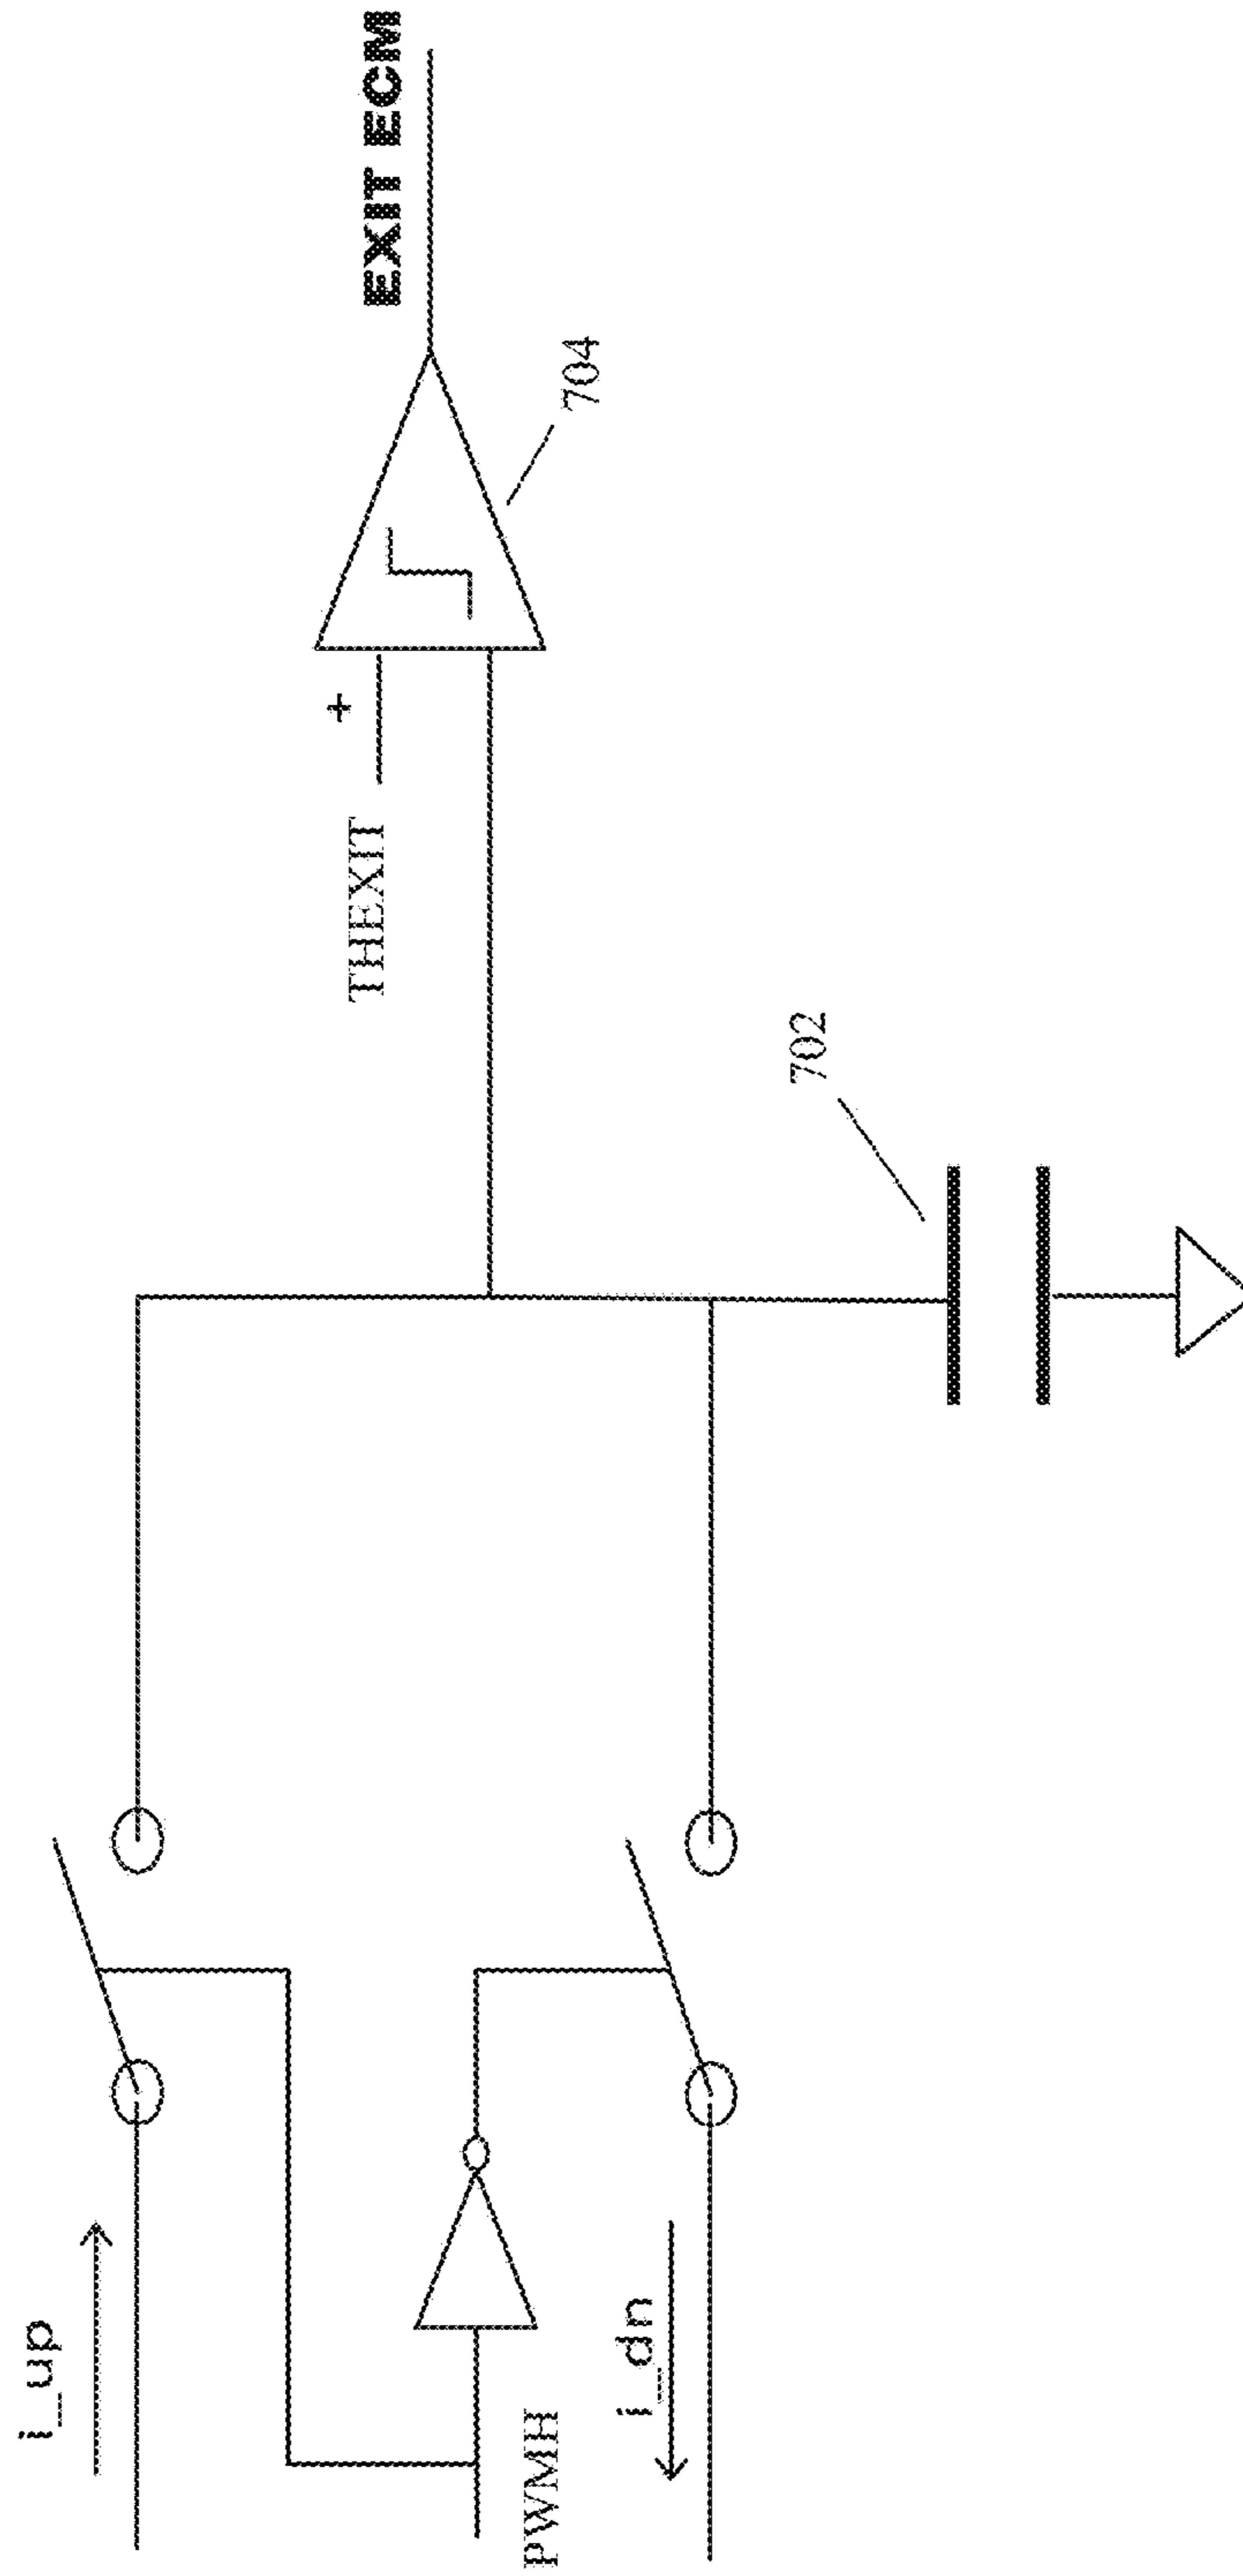 i_up
PWMH
i_dn
702
THEXIT
+
704
EXIT ECM